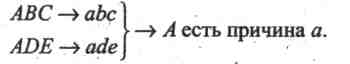 ABC → abc
ADE → ade
} → A есть причина a.